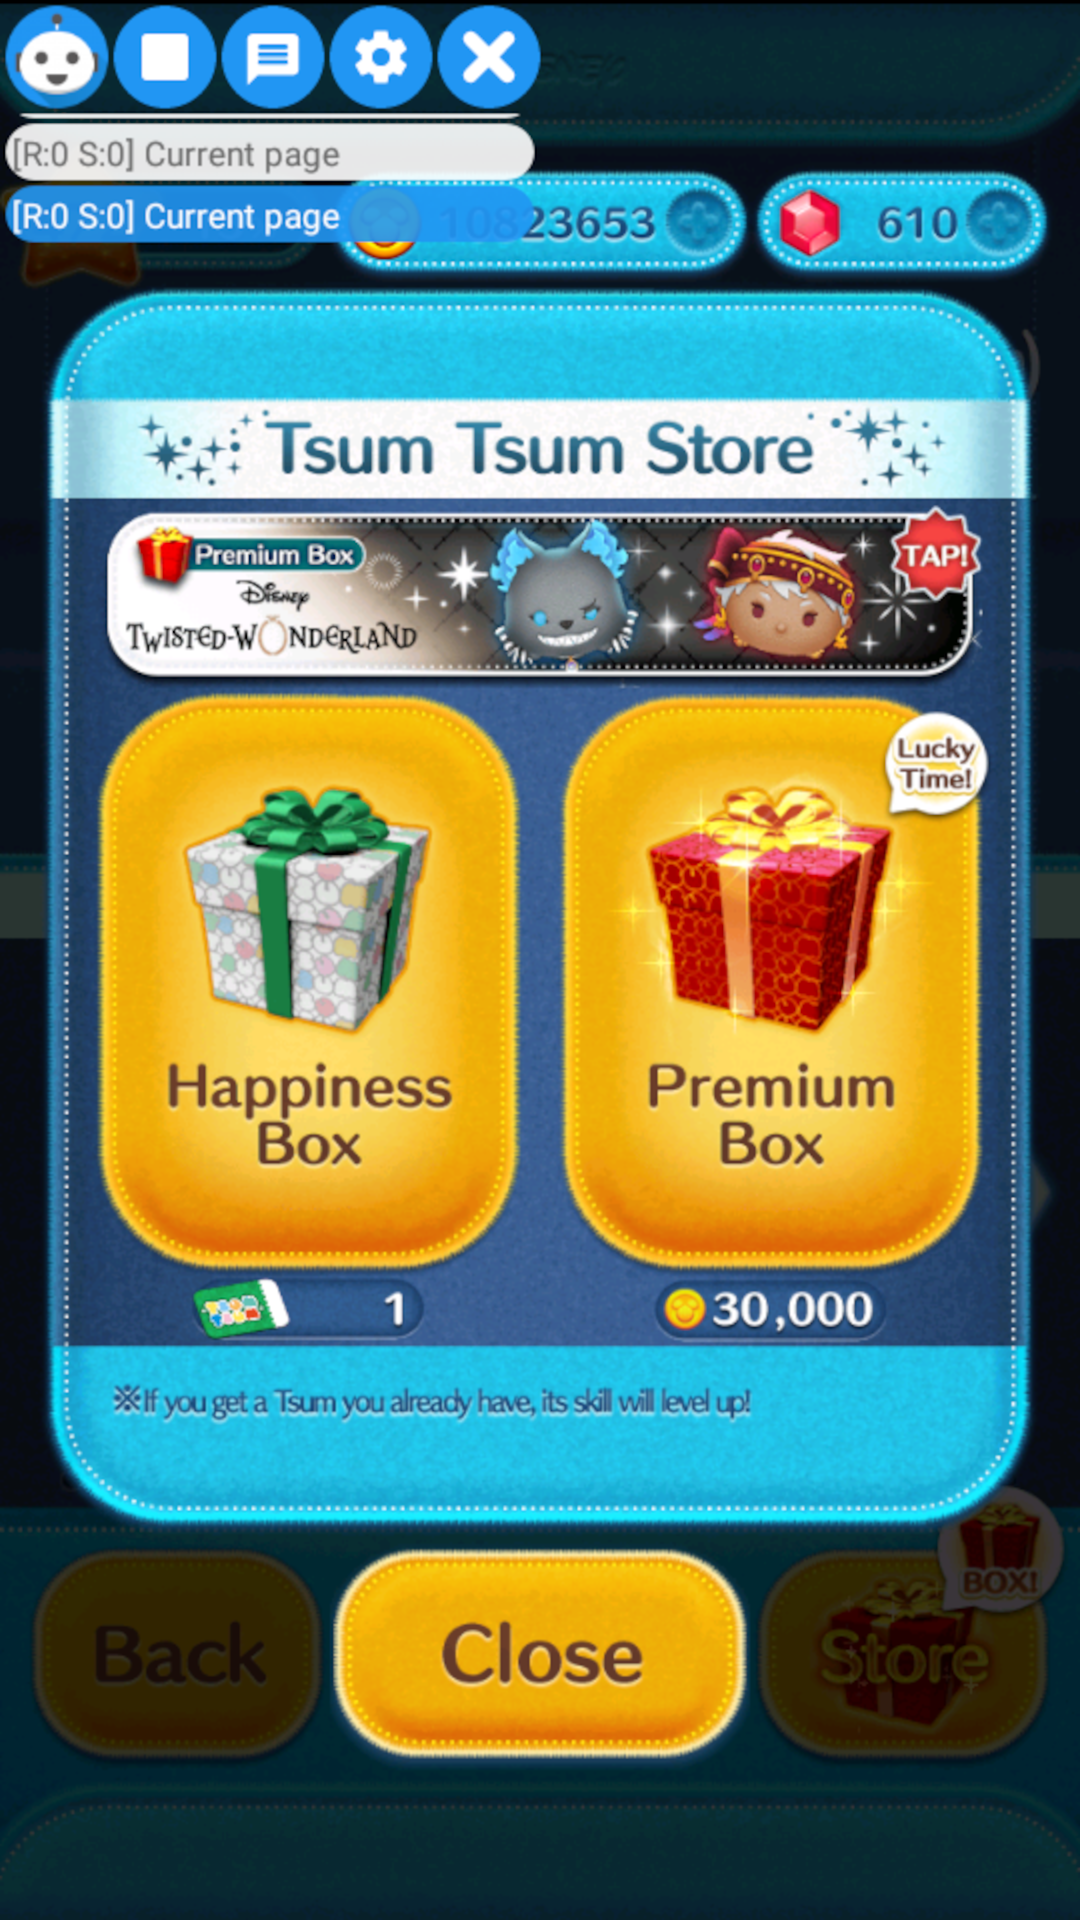 [R:0 S:0] Current page
[R:0 S:0] Current page
10823653
610
Tsum Tsum Store
Premium Box
TAP!
Disney
TWISTED-WONDERLAND
Lucky
Time!
Happiness
Box
Premium
Box
1
30,000
※If you get a Tsum you already have, its skill will level up!
BOX!
Back
Close
Store